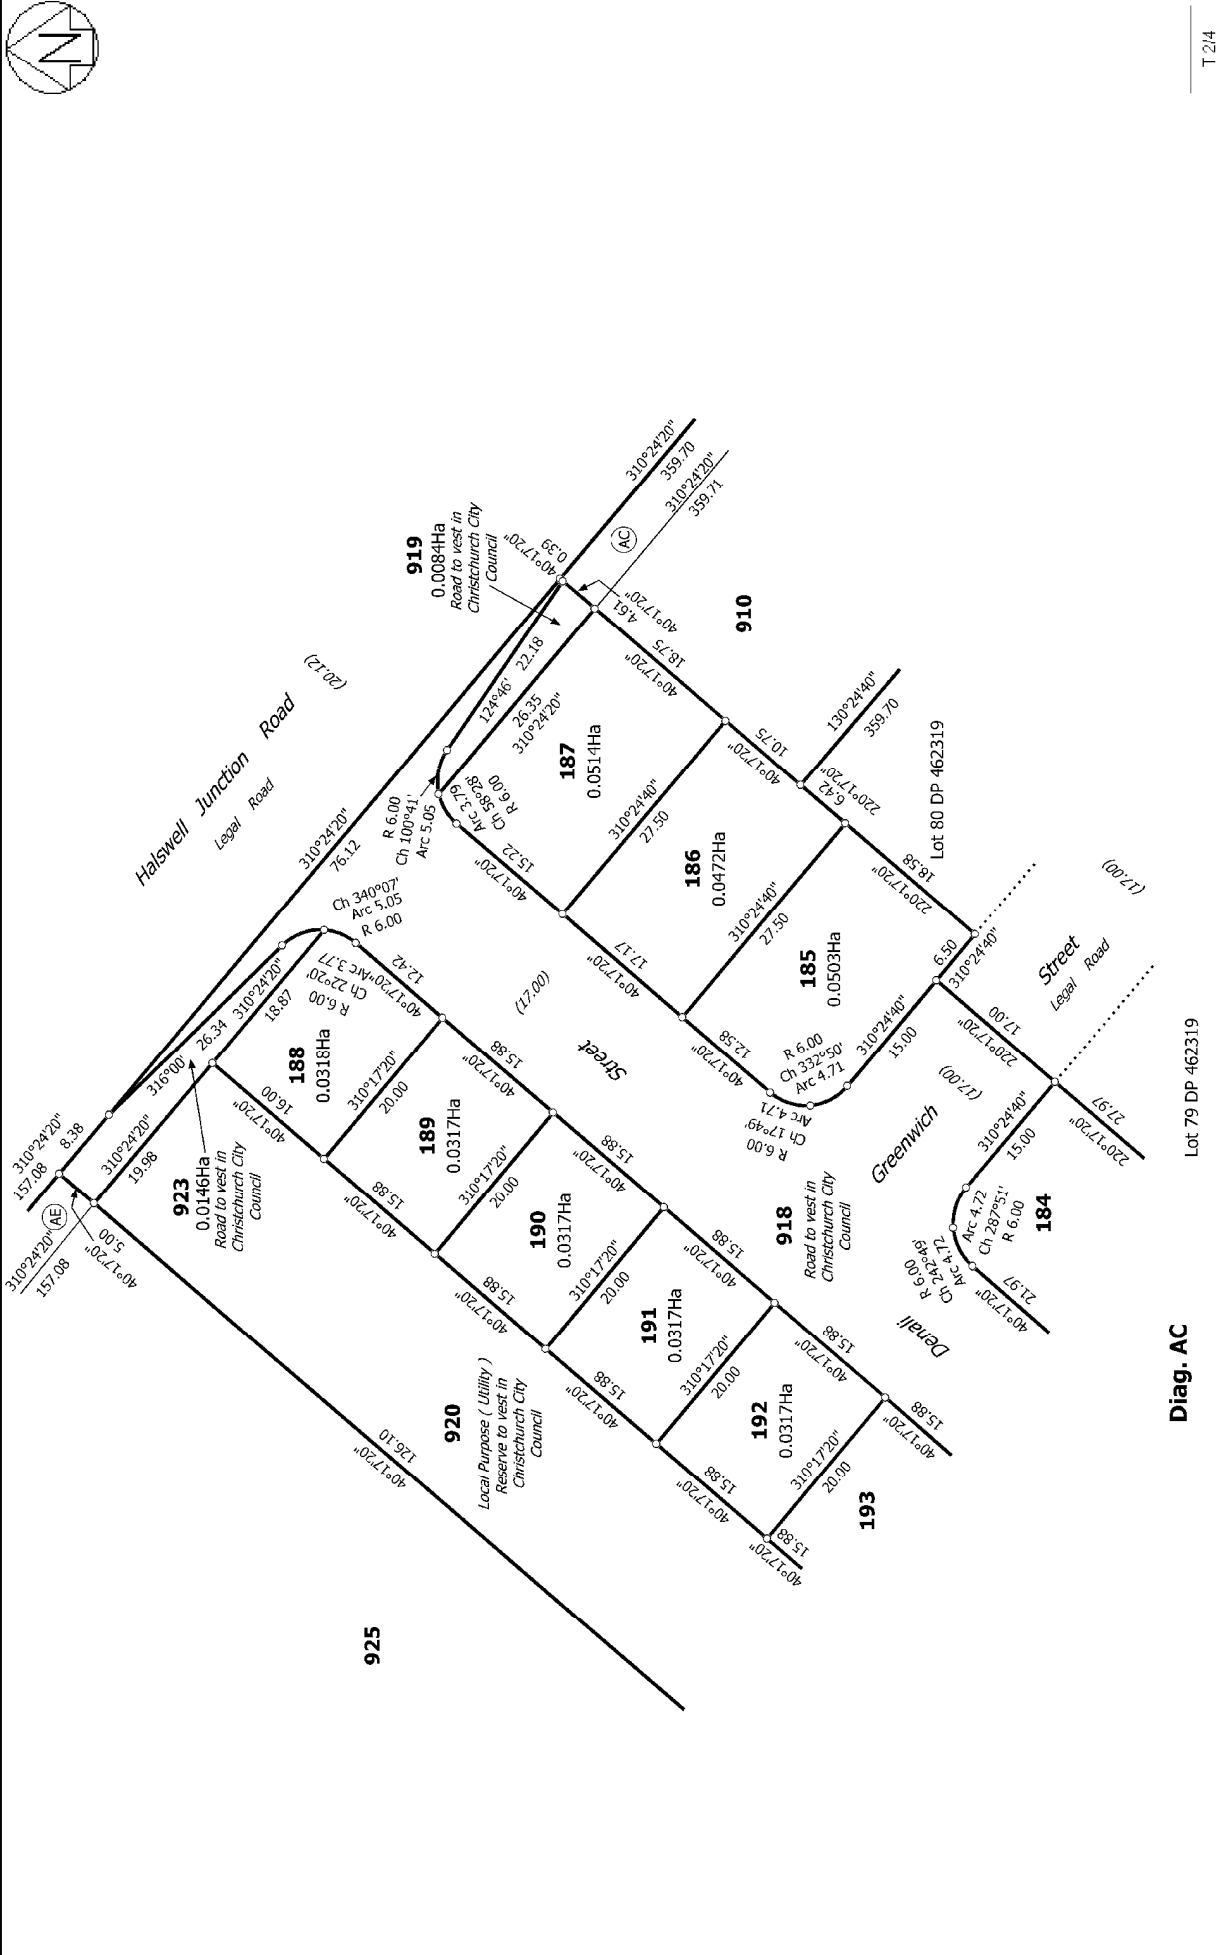 N
T 2/4
Halswell Junction Road
Legal Road
(20.12)
310°24'20"
76.12
310°24'20"
359.70
310°24'20"
359.71
AC
919
0.0084Ha
Road to vest in
Christchurch City
Council
40°17'20"
0.39
40°17'20"
4.61
910
124°46'
22.18
26.35
310°24'20"
R 6.00
Ch 100°41'
Arc 5.05
Arc 3.79
Ch 58°28'
R 6.00
187
0.0514Ha
40°17'20"
18.75
40°17'20"
15.22
310°24'40"
27.50
186
0.0472Ha
40°17'20"
10.75
130°24'40"
359.70
220°17'20"
6.42
40°17'20"
17.17
310°24'40"
27.50
Lot 80 DP 462319
185
0.0503Ha
220°17'20"
18.58
40°17'20"
12.58
R 6.00
Ch 332°50'
Arc 4.71
Arc 4.71
Ch 17°49'
R 6.00
310°24'40"
15.00
6.50
310°24'40"
(17.00)
Street
Legal Road
220°17'20"
17.00
Greenwich
(17.00)
310°24'40"
15.00
220°17'20"
27.97
Lot 79 DP 462319
Arc 4.72
Ch 287°51'
R 6.00
184
R 6.00
Ch 242°49'
Arc 4.72
40°17'20"
21.97
918
Road to vest in
Christchurch City
Council
Denali
Street
(17.00)
Ch 340°07'
Arc 5.05
R 6.00
Arc 3.77
Ch 22°20'
R 6.00
310°24'20"
18.87
316°00'
26.34
310°24'20"
8.38
310°24'20"
157.08
AE
310°24'20"
157.08
40°17'20"
5.00
310°24'20"
19.98
923
0.0146Ha
Road to vest in
Christchurch City
Council
188
0.0318Ha
40°17'20"
16.00
40°17'20"
12.42
310°17'20"
20.00
189
0.0317Ha
40°17'20"
15.88
40°17'20"
15.88
310°17'20"
20.00
190
0.0317Ha
40°17'20"
15.88
40°17'20"
15.88
310°17'20"
20.00
191
0.0317Ha
40°17'20"
15.88
40°17'20"
15.88
310°17'20"
20.00
192
0.0317Ha
40°17'20"
15.88
40°17'20"
15.88
310°17'20"
20.00
193
40°17'20"
15.88
40°17'20"
15.88
920
Local Purpose ( Utility )
Reserve to vest in
Christchurch City
Council
40°17'20"
126.10
925
Diag. AC